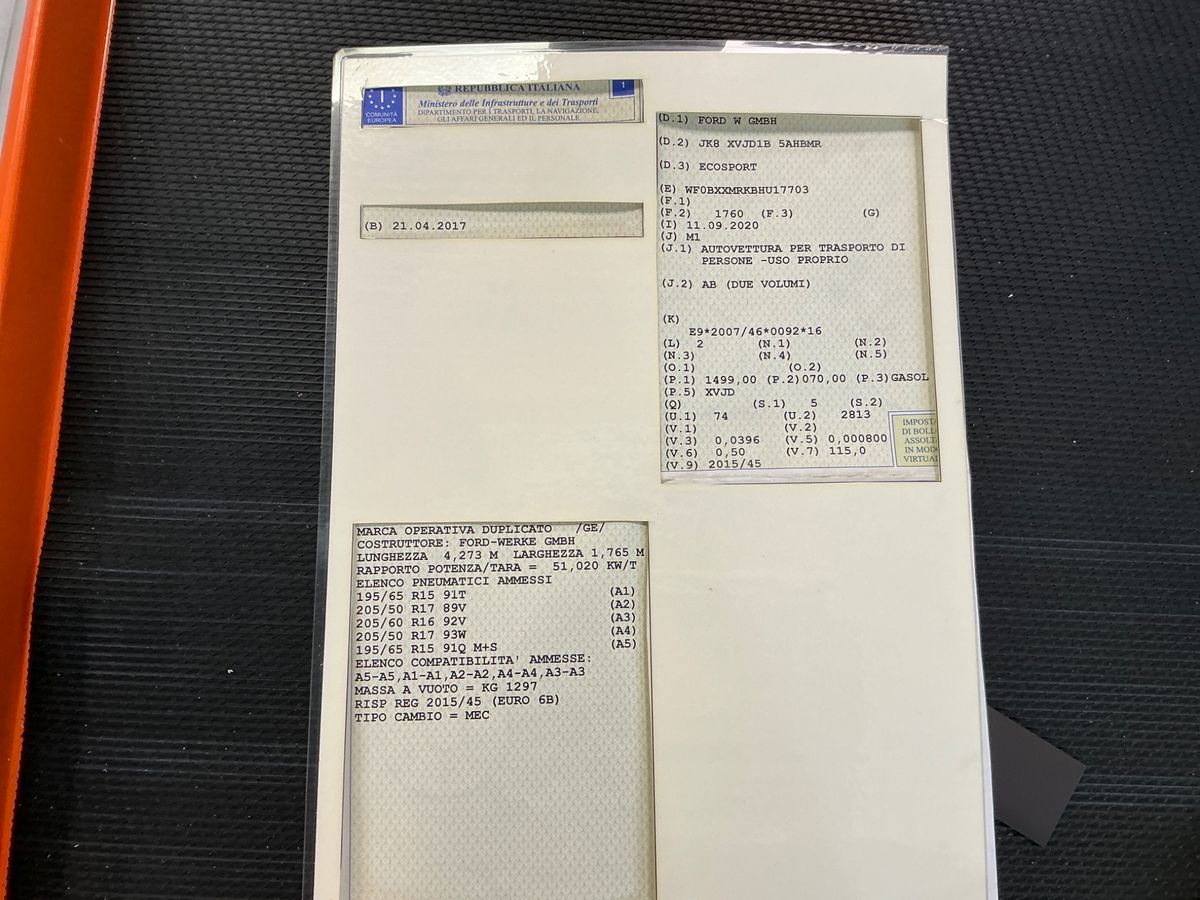 REPUBBLICA ITALIANA
1
Ministero delle Infrastrutture e dei Trasporti
DIPARTIMENTO PER I TRASPORTI, LA NAVIGAZIONE,
GLI AFFARI GENERALI ED IL PERSONALE
I
COMUNITÀ
EUROPEA
(B) 21.04.2017
(D.1) FORD W GMBH
(D.2) JK8 XVJD1B 5AHBMR
(D.3) ECOSPORT
(E) WF0BXXMRKBHU17703
(F.1)
(F.2) 1760 (F.3) (G)
(I) 11.09.2020
(J) M1
(J.1) AUTOVETTURA PER TRASPORTO DI
PERSONE -USO PROPRIO
(J.2) AB (DUE VOLUMI)
(K)
E9*2007/46*0092*16
(L) 2 (N.1) (N.2)
(N.3) (N.4) (N.5)
(O.1) (O.2)
(P.1) 1499,00 (P.2)070,00 (P.3)GASOL
(P.5) XVJD
(Q) (S.1) 5 (S.2)
(U.1) 74 (U.2) 2813
(V.1) (V.2)
(V.3) 0,0396 (V.5) 0,000800
(V.6) 0,50 (V.7) 115,0
(V.9) 2015/45
IMPOSTA
DI BOLL
ASSOLT
IN MOD
VIRTUAL
MARCA OPERATIVA DUPLICATO /GE/
COSTRUTTORE: FORD-WERKE GMBH
LUNGHEZZA 4,273 M LARGHEZZA 1,765 M
RAPPORTO POTENZA/TARA = 51,020 KW/T
ELENCO PNEUMATICI AMMESSI
195/65 R15 91T (A1)
205/50 R17 89V (A2)
205/60 R16 92V (A3)
205/50 R17 93W (A4)
195/65 R15 91Q M+S (A5)
ELENCO COMPATIBILITA' AMMESSE:
A5-A5,A1-A1,A2-A2,A4-A4,A3-A3
MASSA A VUOTO = KG 1297
RISP REG 2015/45 (EURO 6B)
TIPO CAMBIO = MEC